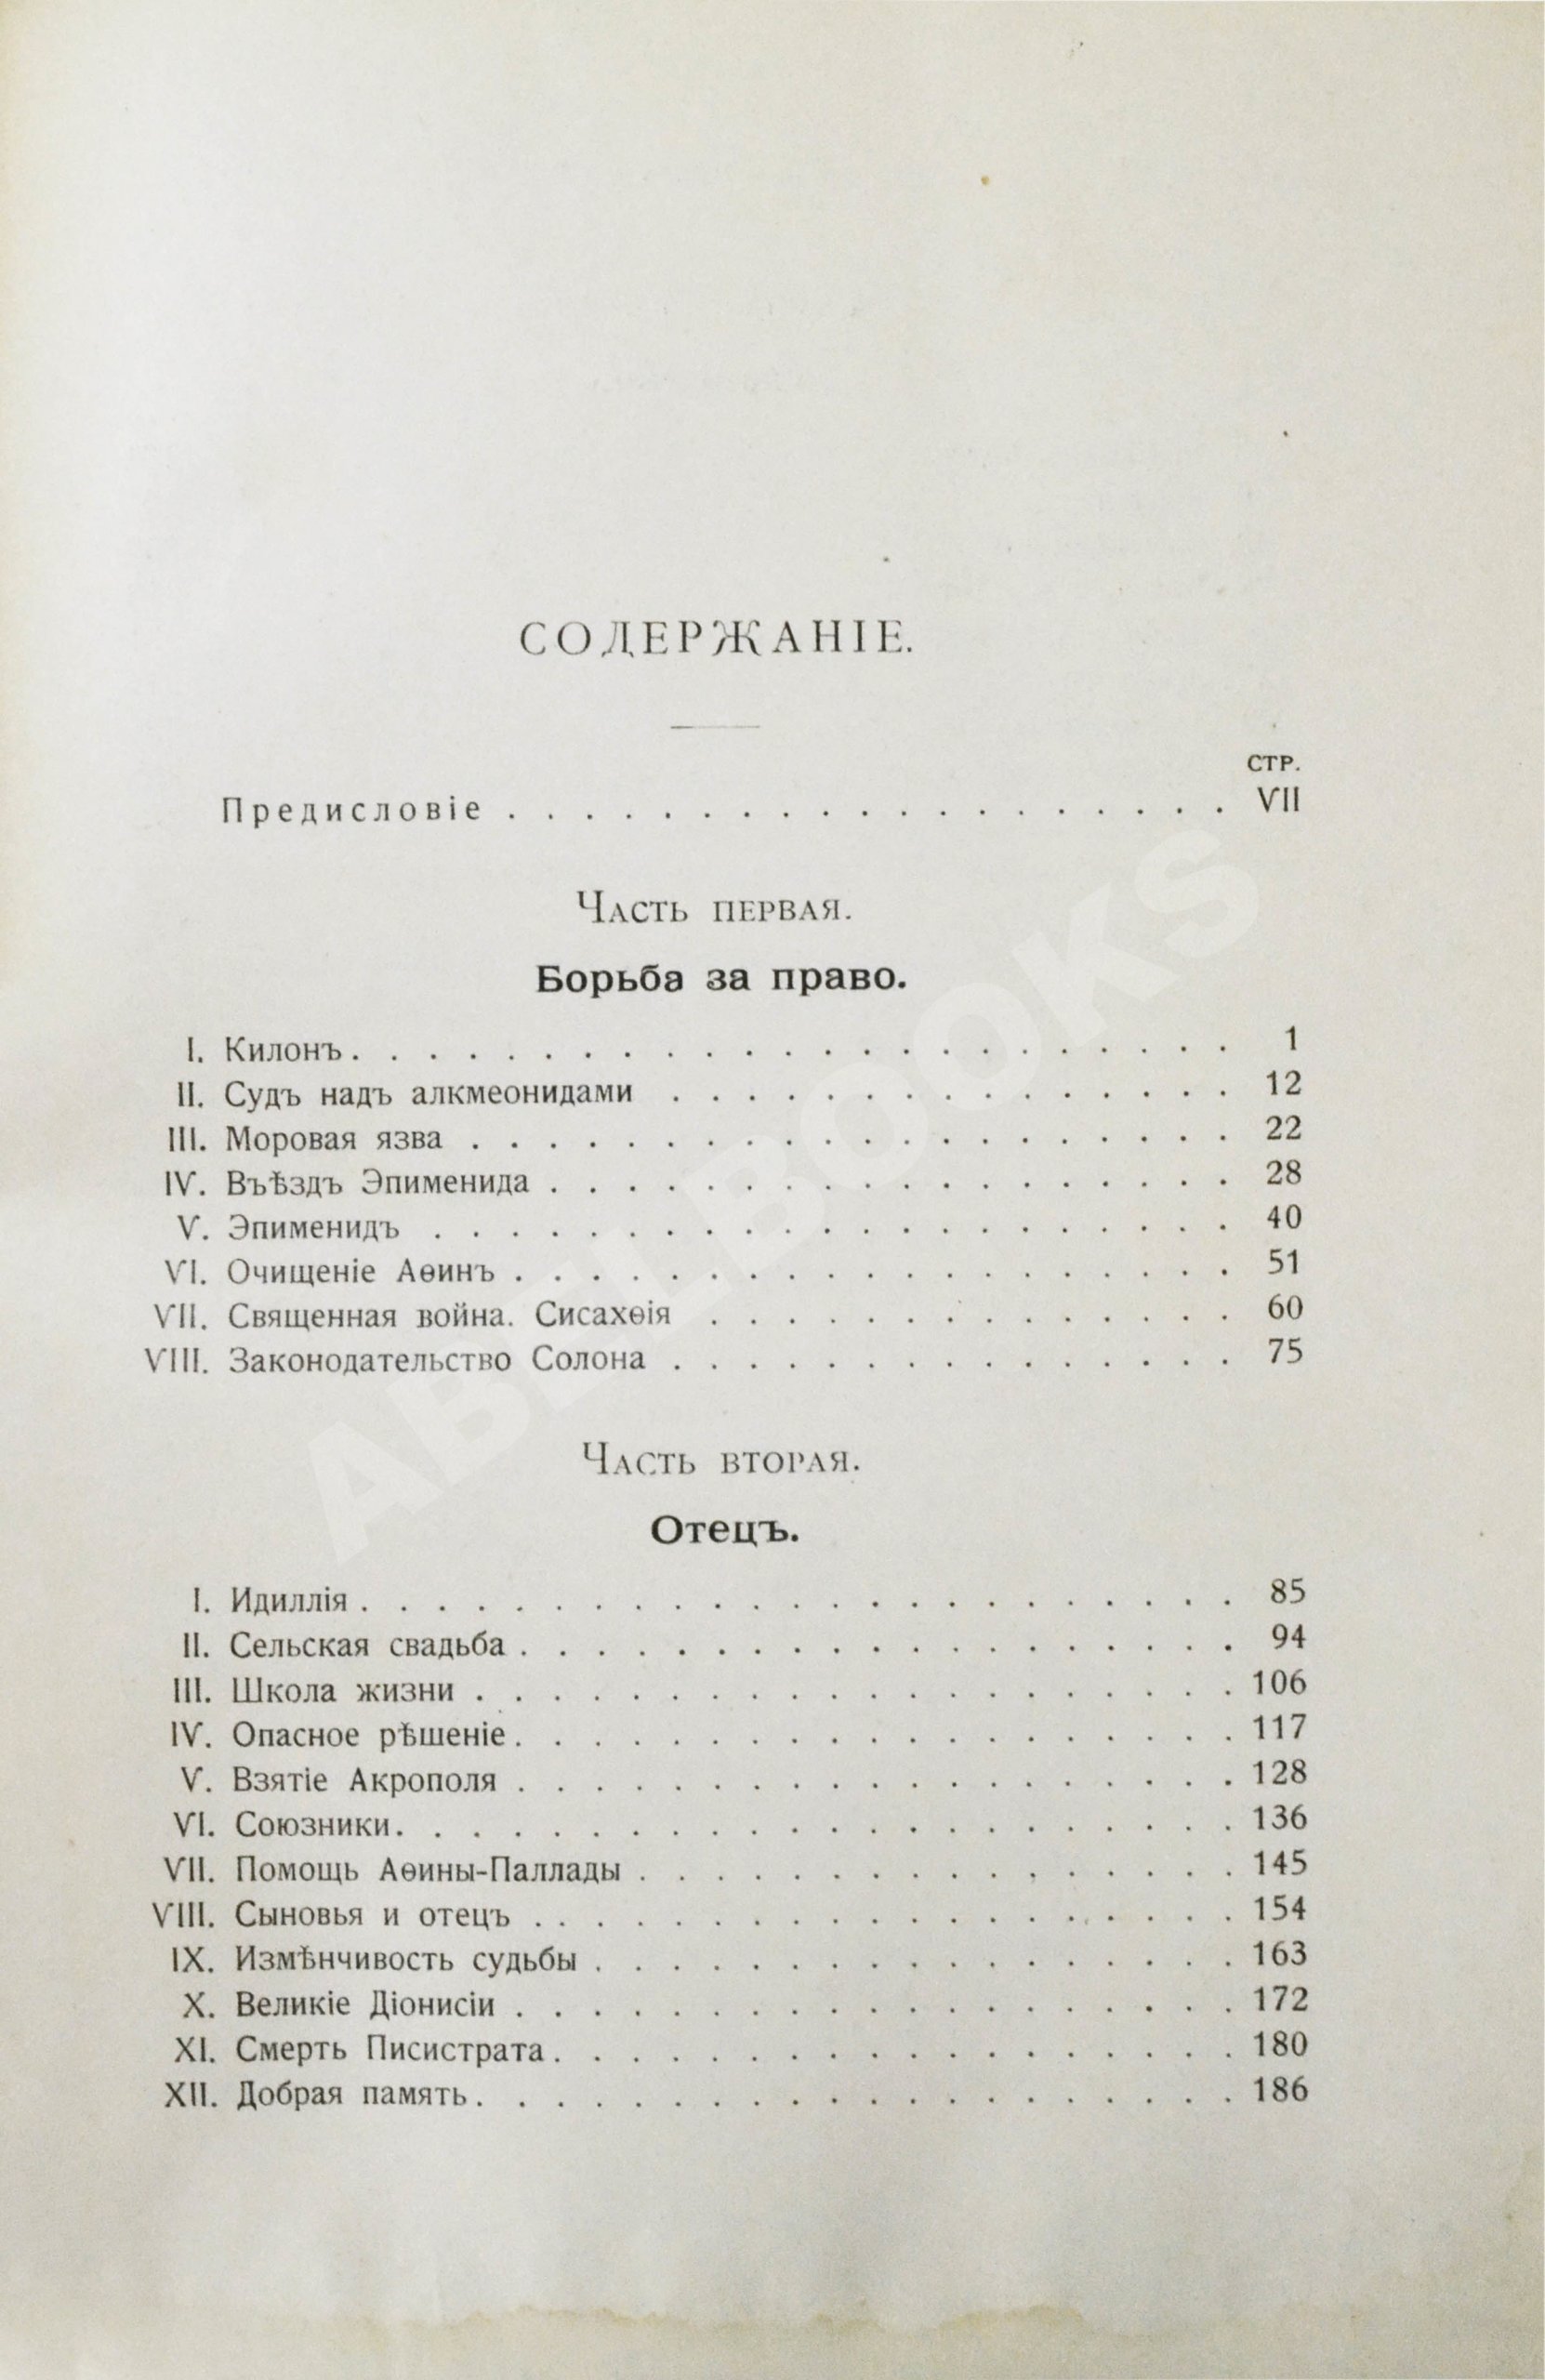 СОДЕРЖАНІЕ.
СТР.
Предисловіе . . . . . . . . . . . . . . . . . . . VII
Часть первая.
Борьба за право.
I. Килонъ. . . . . . . . . . . . . . . . . . . . . . . 1
II. Судъ надъ алкмеонидами . . . . . . . . . . . . . . . 12
III. Моровая язва . . . . . . . . . . . . . . . . . . . . 22
IV. Въѣздъ Эпименида . . . . . . . . . . . . . . . . . . 28
V. Эпименидъ . . . . . . . . . . . . . . . . . . . . . 40
VI. Очищеніе Аѳинъ . . . . . . . . . . . . . . . . . . . 51
VII. Священная война. Сисахѳія . . . . . . . . . . . . . . 60
VIII. Законодательство Солона . . . . . . . . . . . . . . . 75
Часть вторая.
Отецъ.
I. Идиллія . . . . . . . . . . . . . . . . . . . . . . . 85
II. Сельская свадьба . . . . . . . . . . . . . . . . . . . 94
III. Школа жизни . . . . . . . . . . . . . . . . . . . . 106
IV. Опасное рѣшеніе. . . . . . . . . . . . . . . . . . . 117
V. Взятіе Акрополя . . . . . . . . . . . . . . . . . . . 128
VI. Союзники. . . . . . . . . . . . . . . . . . . . . . 136
VII. Помощь Аѳины-Паллады . . . . . . . . . . . . . . . . 145
VIII. Сыновья и отецъ . . . . . . . . . . . . . . . . . . . 154
IX. Измѣнчивость судьбы . . . . . . . . . . . . . . . . . 163
X. Великіе Діонисіи . . . . . . . . . . . . . . . . . . . 172
XI. Смерть Писистрата. . . . . . . . . . . . . . . . . . 180
XII. Добрая память. . . . . . . . . . . . . . . . . . . . 186